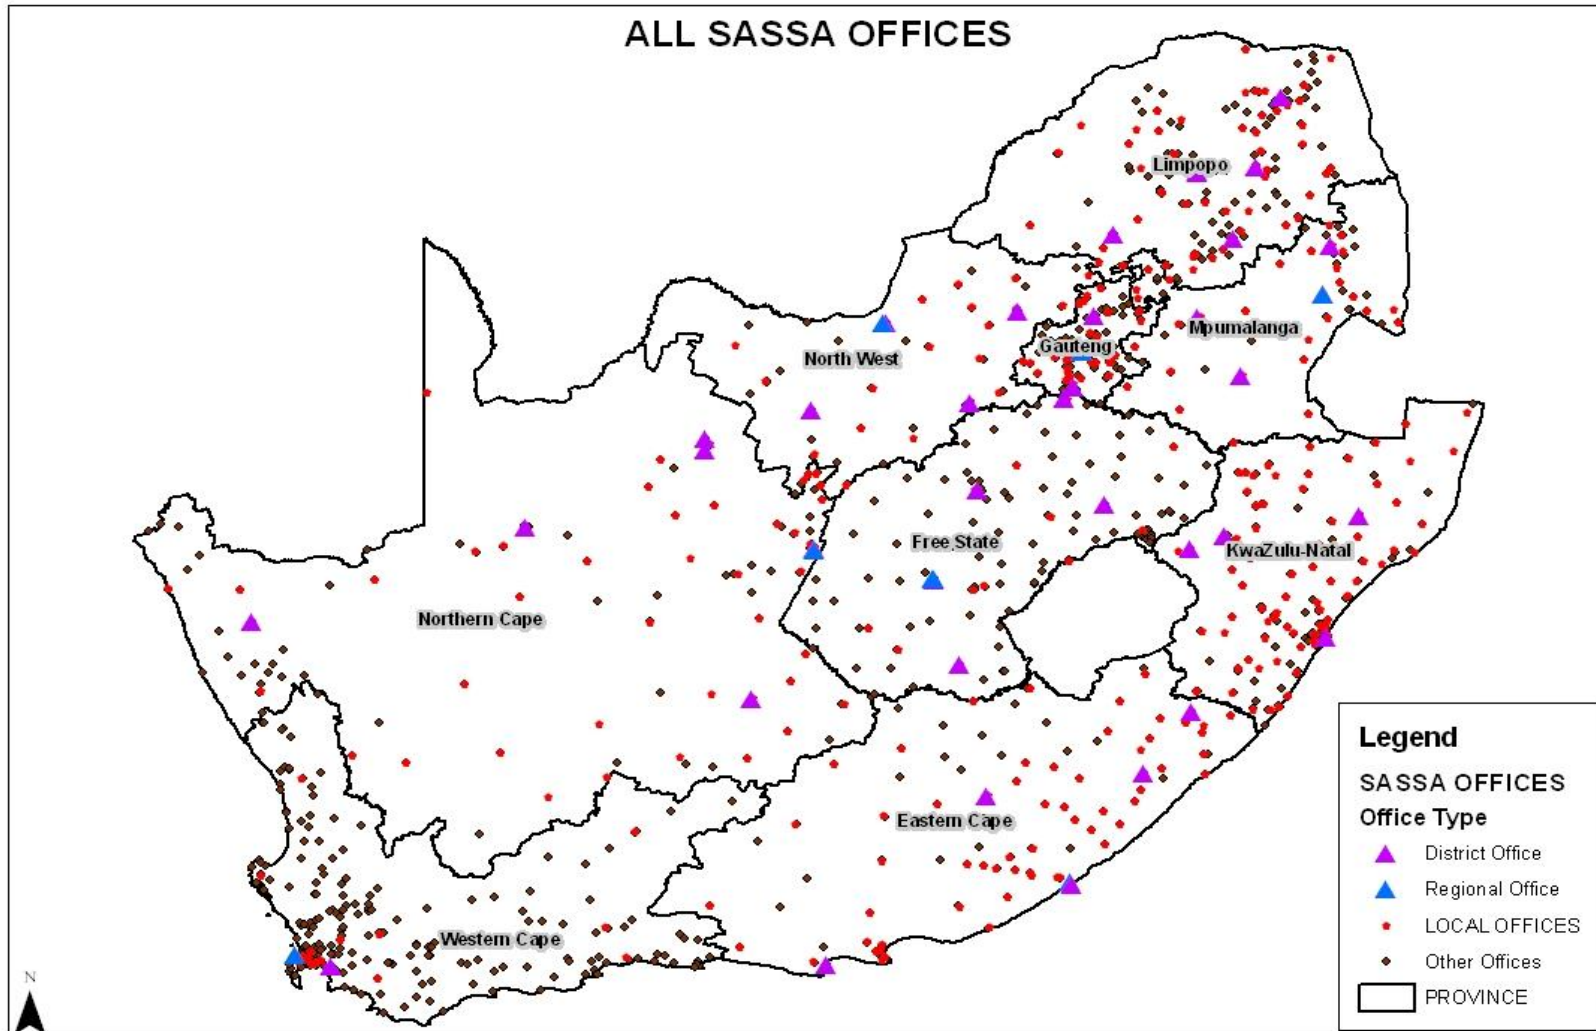 ALL SASSA OFFICES
Limpopo
Mpumalanga
Gauteng
North West
Free State
KwaZulu-Natal
Northern Cape
Eastern Cape
Western Cape
N
Legend
SASSA OFFICES
Office Type
District Office
Regional Office
LOCAL OFFICES
Other Offices
PROVINCE